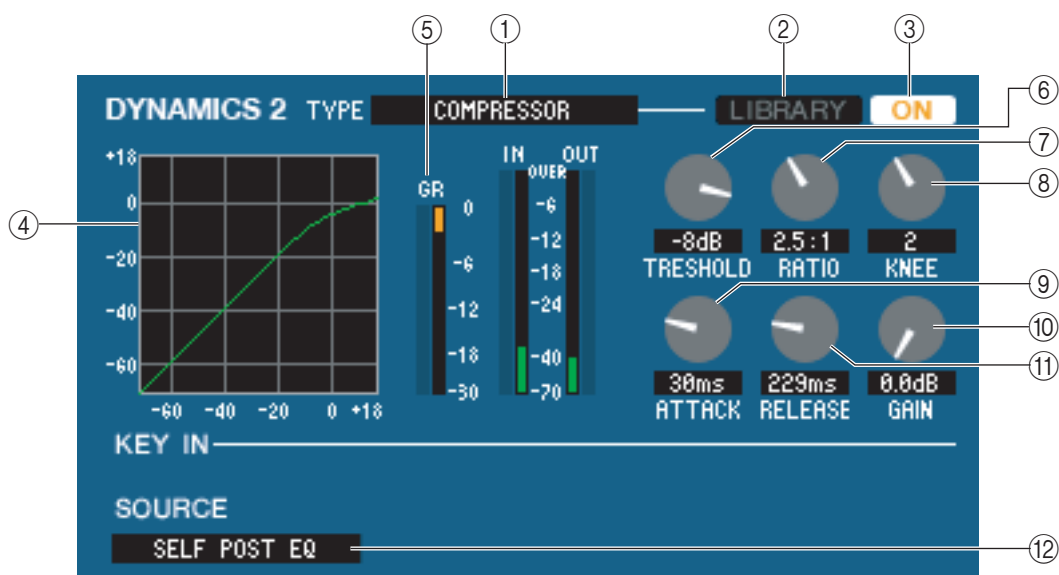 ⑤ ① ② ③
DYNAMICS 2 TYPE COMPRESSOR LIBRARY ON
⑥
⑦
⑧
④
+18
0
-20
-40
-60
-60 -40 -20 0 +18
GR
0
-6
-12
-18
-30
IN OUT
OVER
-6
-12
-18
-24
-40
-70
-8dB 2.5:1 2
TRESHOLD RATIO KNEE
⑨
⑩
⑪
30ms 229ms 0.0dB
ATTACK RELEASE GAIN
KEY IN
SOURCE
SELF POST EQ
⑫